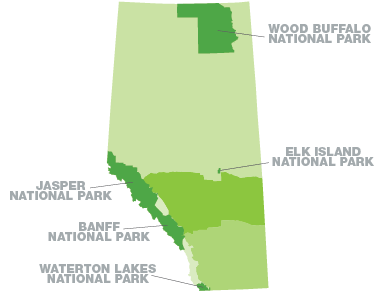 WOOD BUFFALO
NATIONAL PARK
ELK ISLAND
NATIONAL PARK
JASPER
NATIONAL PARK
BANFF
NATIONAL PARK
WATERTON LAKES
NATIONAL PARK